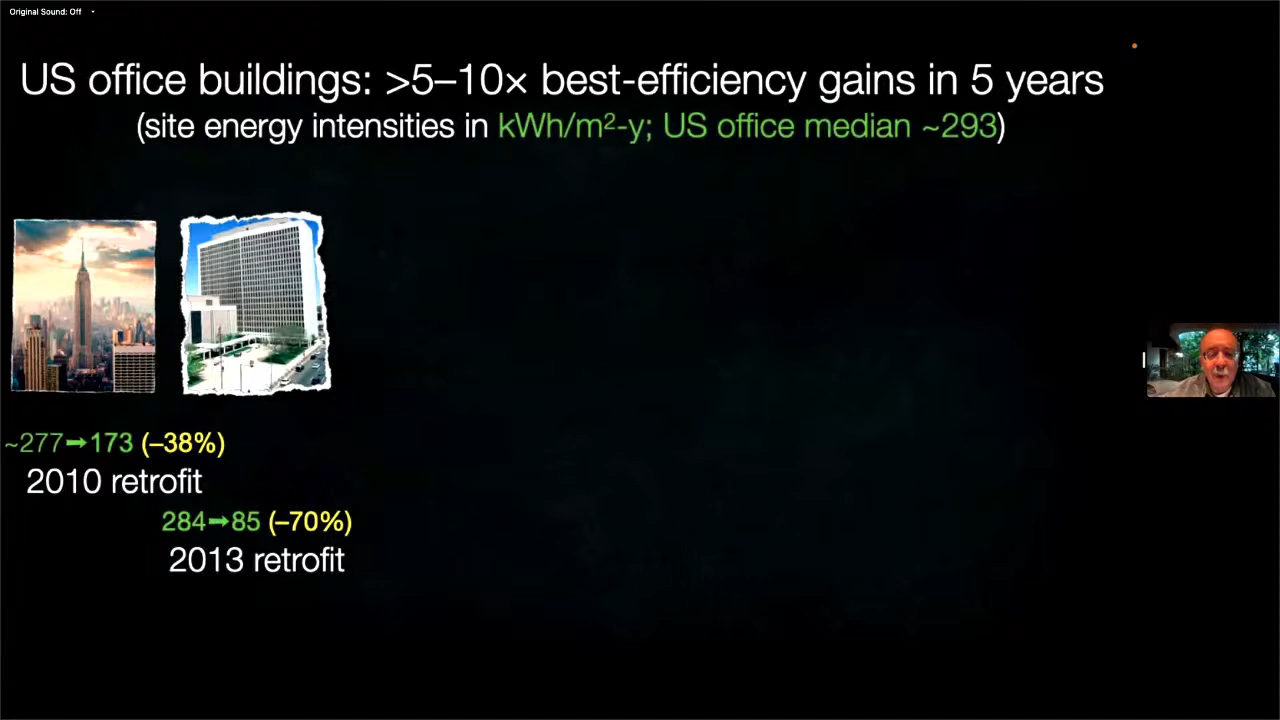 Original Sound: Off
US office buildings: >5–10× best-efficiency gains in 5 years
(site energy intensities in kWh/m²-y; US office median ~293)
~277➡173 (–38%)
2010 retrofit
284➡85 (–70%)
2013 retrofit